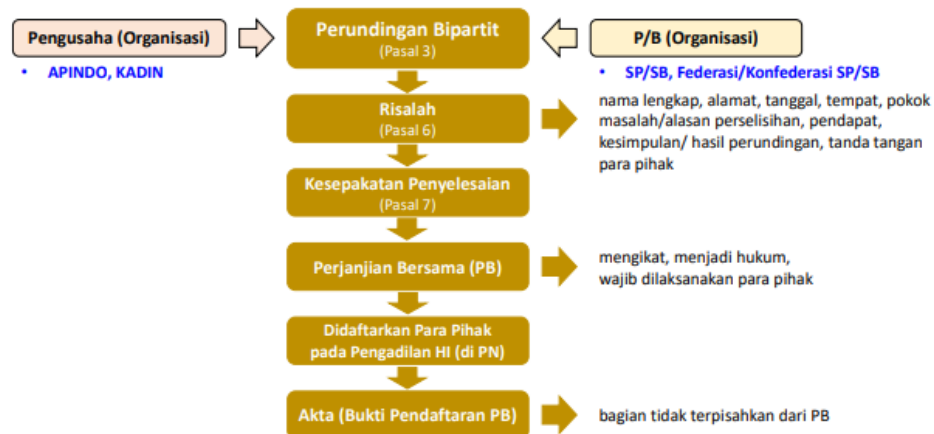 Pengusaha (Organisasi)
• APINDO, KADIN
Perundingan Bipartit
(Pasal 3)
P/B (Organisasi)
• SP/SB, Federasi/Konfederasi SP/SB
Risalah
(Pasal 6)
nama lengkap, alamat, tanggal, tempat, pokok
masalah/alasan perselisihan, pendapat,
kesimpulan/ hasil perundingan, tanda tangan
para pihak
Kesepakatan Penyelesaian
(Pasal 7)
Perjanjian Bersama (PB)
mengikat, menjadi hukum,
wajib dilaksanakan para pihak
Didaftarkan Para Pihak
pada Pengadilan HI (di PN)
Akta (Bukti Pendaftaran PB)
bagian tidak terpisahkan dari PB